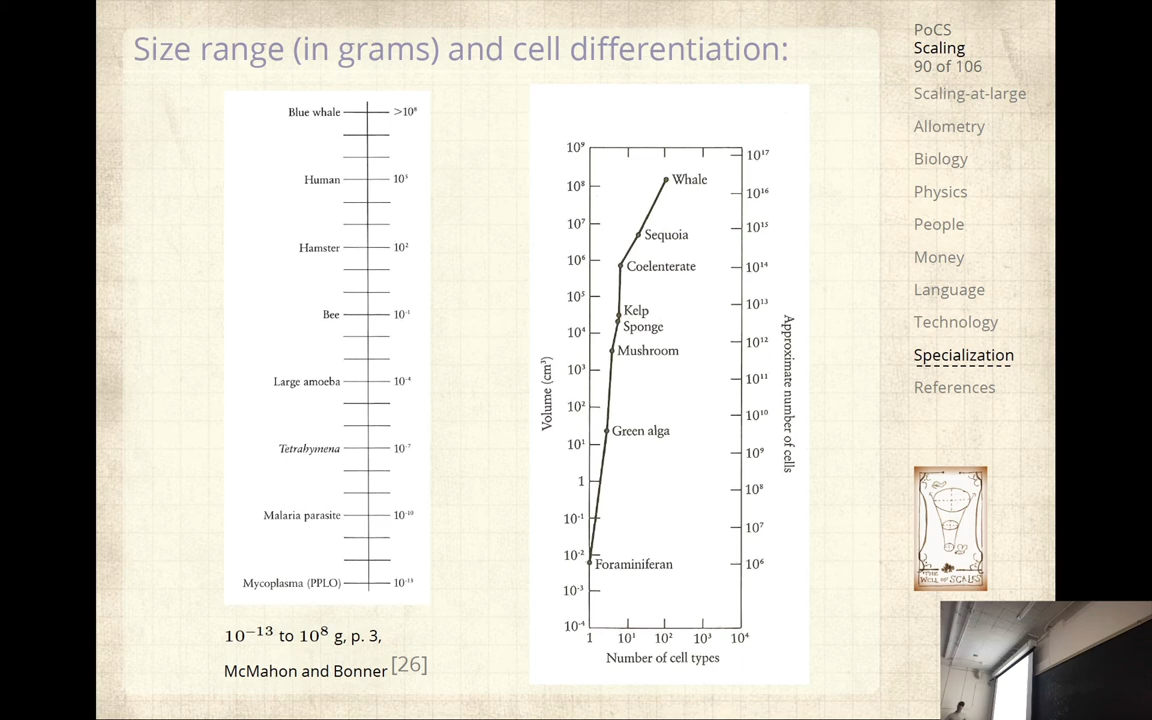 Size range (in grams) and cell differentiation:
Blue whale >10⁸
Human 10⁵
Hamster 10²
Bee 10⁻¹
Large amoeba 10⁻⁴
Tetrahymena 10⁻⁷
Malaria parasite 10⁻¹⁰
Mycoplasma (PPLO) 10⁻¹³
10⁻¹³ to 10⁸ g, p. 3,
McMahon and Bonner [26]
Volume (cm³)
10⁹
10⁸
10⁷
10⁶
10⁵
10⁴
10³
10²
10¹
1
10⁻¹
10⁻²
10⁻³
10⁻⁴
Whale
Sequoia
Coelenterate
Kelp
Sponge
Mushroom
Green alga
Foraminiferan
10¹⁷
10¹⁶
10¹⁵
10¹⁴
10¹³
10¹²
10¹¹
10¹⁰
10⁹
10⁸
10⁷
10⁶
Approximate number of cells
1 10¹ 10² 10³ 10⁴
Number of cell types
PoCS
Scaling
90 of 106
Scaling-at-large
Allometry
Biology
Physics
People
Money
Language
Technology
Specialization
References
THE
WELL OF SCALES